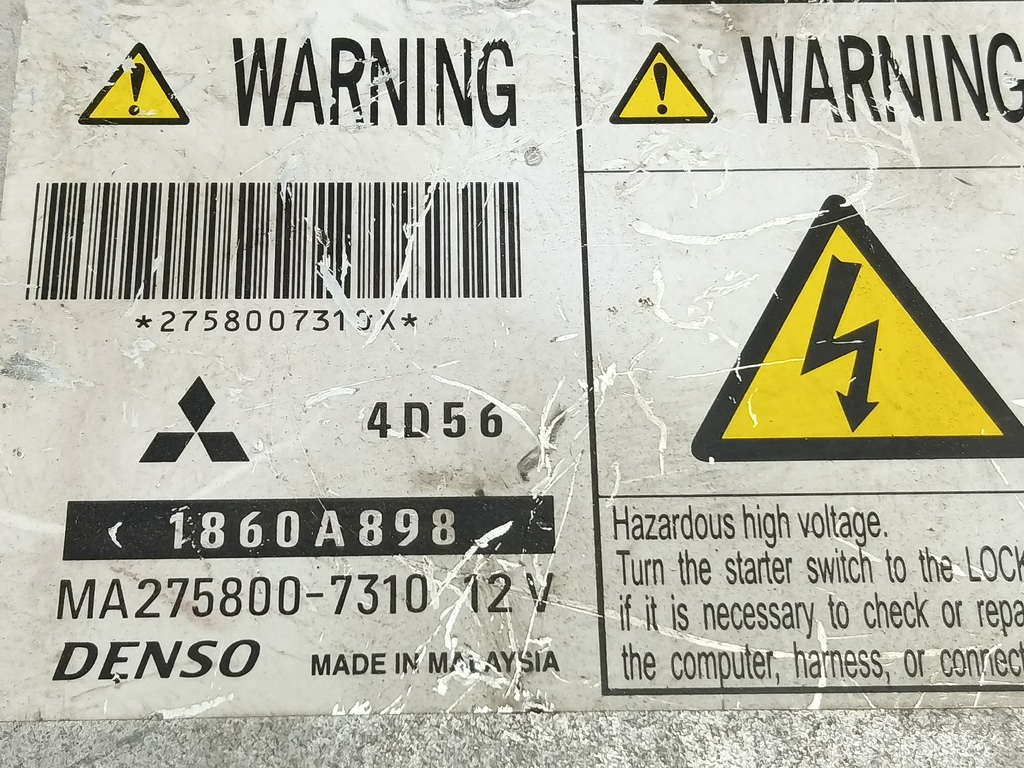 WARNING
*2758007310X*
4D56
1860A898
MA275800-7310 12 V
DENSO MADE IN MALAYSIA
WARNING
Hazardous high voltage.
Turn the starter switch to the LOCK
if it is necessary to check or repa
the computer, harness, or connect